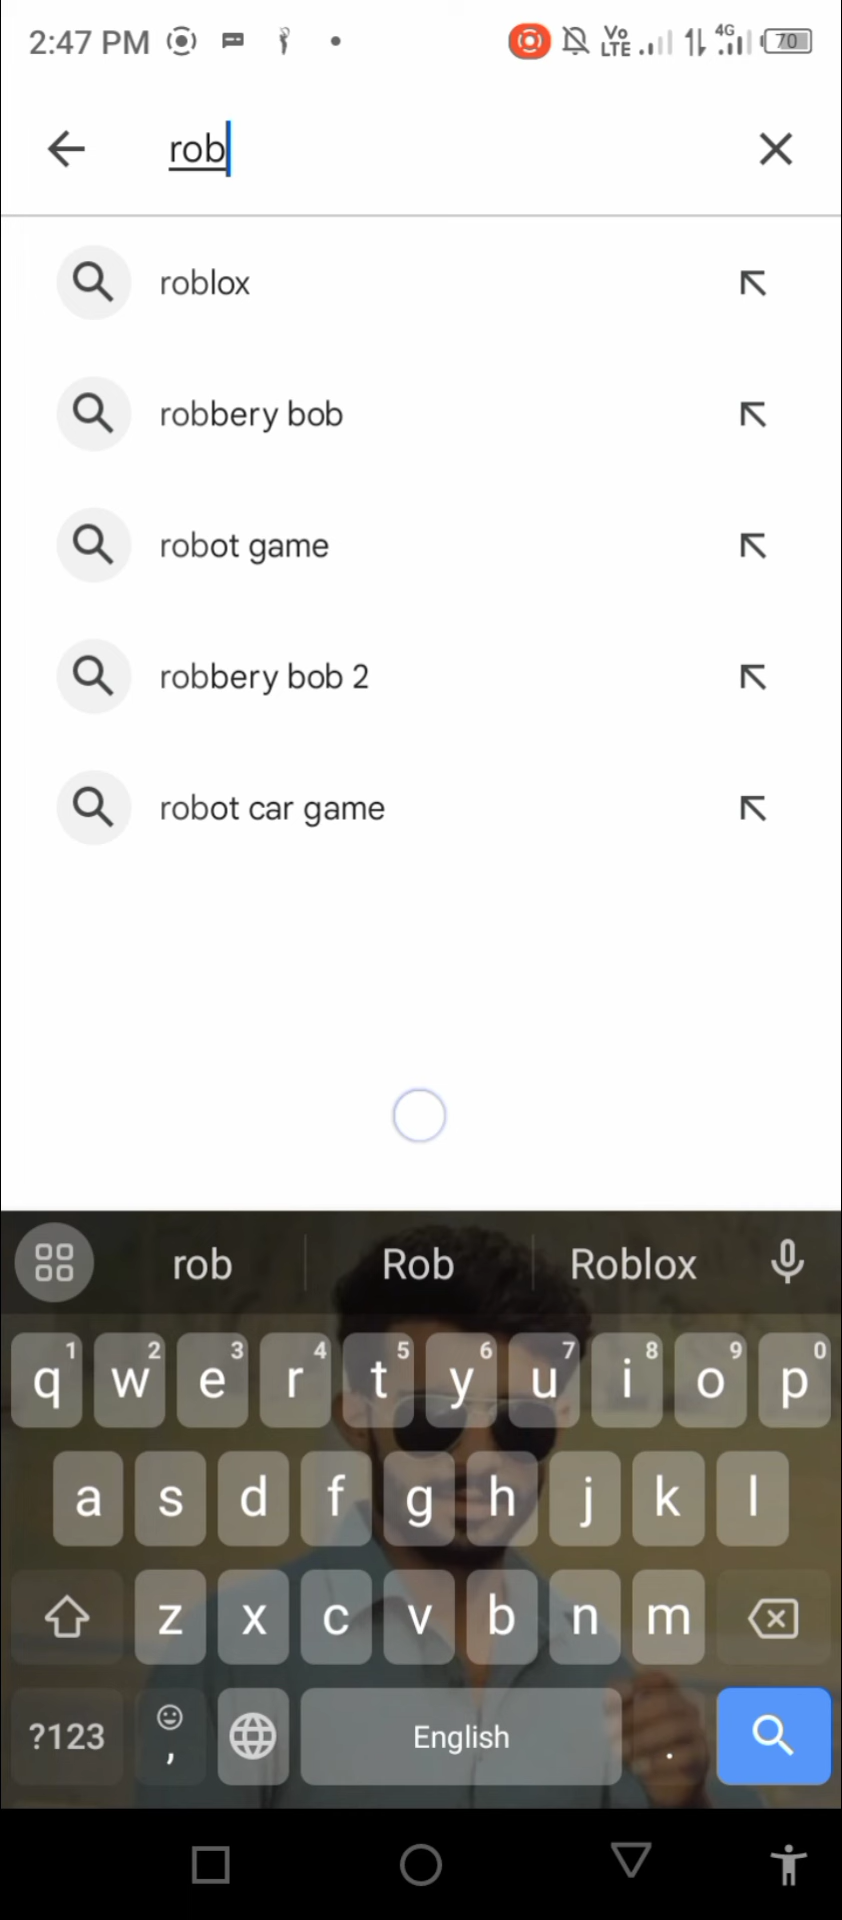 2:47 PM Vo LTE 4G 70
rob
roblox
robbery bob
robot game
robbery bob 2
robot car game
rob Rob Roblox
1 2 3 4 5 6 7 8 9 0
q w e r t y u i o p
a s d f g h j k l
z x c v b n m
?123 , English .